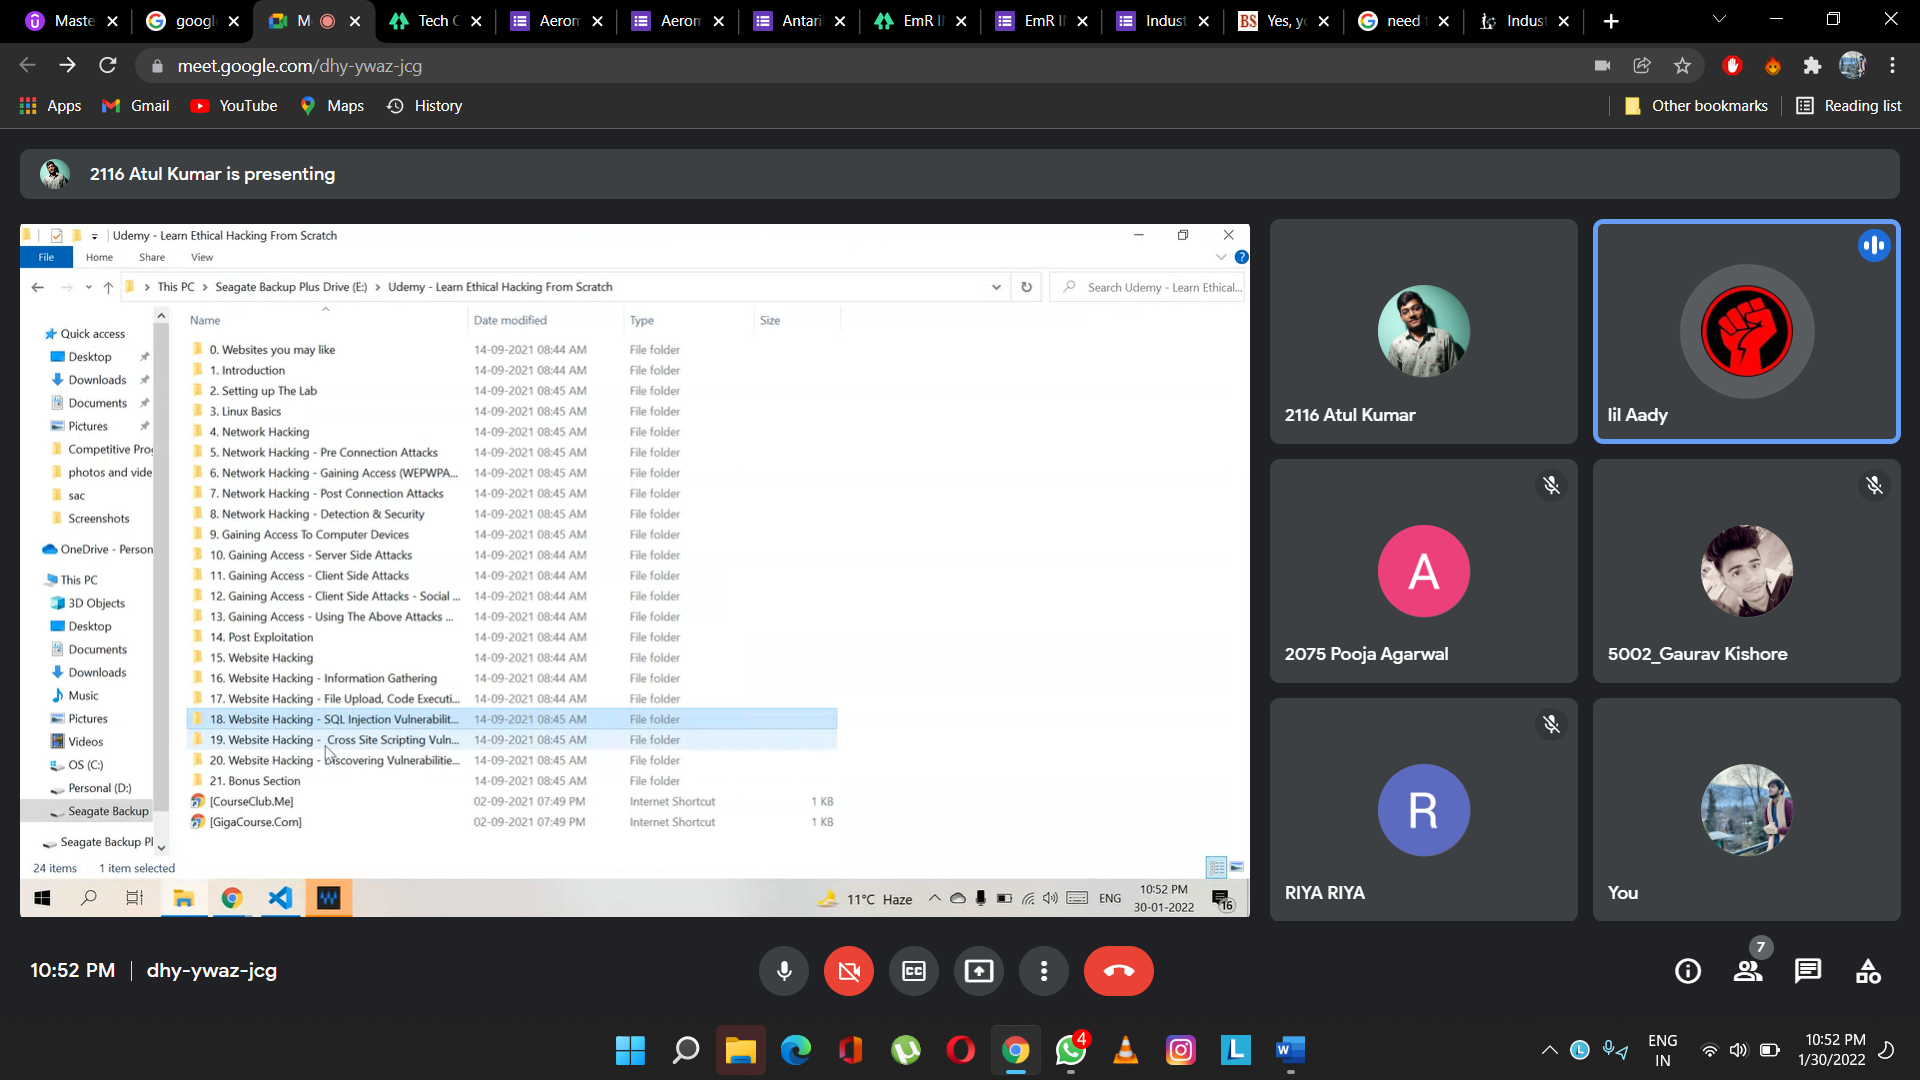 Maste
googl
M
Tech C
Aerom
Aerom
Antari
EmR I
EmR I
Indust
BS Yes, y
need
Indust
meet.google.com/dhy-ywaz-jcg
Apps
Gmail
YouTube
Maps
History
Other bookmarks
Reading list
2116 Atul Kumar is presenting
Udemy - Learn Ethical Hacking From Scratch
File
Home
Share
View
This PC > Seagate Backup Plus Drive (E:) > Udemy - Learn Ethical Hacking From Scratch
Search Udemy - Learn Ethical...
Name
Date modified
Type
Size
Quick access
Desktop
Downloads
Documents
Pictures
Competitive Prog
photos and vide
sac
Screenshots
OneDrive - Person
This PC
3D Objects
Desktop
Documents
Downloads
Music
Pictures
Videos
OS (C:)
Personal (D:)
Seagate Backup
Seagate Backup Pl
0. Websites you may like 14-09-2021 08:44 AM File folder
1. Introduction 14-09-2021 08:44 AM File folder
2. Setting up The Lab 14-09-2021 08:45 AM File folder
3. Linux Basics 14-09-2021 08:45 AM File folder
4. Network Hacking 14-09-2021 08:45 AM File folder
5. Network Hacking - Pre Connection Attacks 14-09-2021 08:45 AM File folder
6. Network Hacking - Gaining Access (WEPWPA... 14-09-2021 08:45 AM File folder
7. Network Hacking - Post Connection Attacks 14-09-2021 08:45 AM File folder
8. Network Hacking - Detection & Security 14-09-2021 08:45 AM File folder
9. Gaining Access To Computer Devices 14-09-2021 08:45 AM File folder
10. Gaining Access - Server Side Attacks 14-09-2021 08:44 AM File folder
11. Gaining Access - Client Side Attacks 14-09-2021 08:44 AM File folder
12. Gaining Access - Client Side Attacks - Social ... 14-09-2021 08:44 AM File folder
13. Gaining Access - Using The Above Attacks ... 14-09-2021 08:44 AM File folder
14. Post Exploitation 14-09-2021 08:44 AM File folder
15. Website Hacking 14-09-2021 08:44 AM File folder
16. Website Hacking - Information Gathering 14-09-2021 08:44 AM File folder
17. Website Hacking - File Upload, Code Executi... 14-09-2021 08:44 AM File folder
18. Website Hacking - SQL Injection Vulnerabilit... 14-09-2021 08:45 AM File folder
19. Website Hacking - Cross Site Scripting Vuln... 14-09-2021 08:45 AM File folder
20. Website Hacking - Discovering Vulnerabilitie... 14-09-2021 08:45 AM File folder
21. Bonus Section 14-09-2021 08:45 AM File folder
[CourseClub.Me] 02-09-2021 07:49 PM Internet Shortcut 1 KB
[GigaCourse.Com] 02-09-2021 07:49 PM Internet Shortcut 1 KB
24 items
1 item selected
11°C Haze
ENG
10:52 PM
30-01-2022
16
2116 Atul Kumar
lil Aady
A
2075 Pooja Agarwal
5002_Gaurav Kishore
R
RIYA RIYA
You
10:52 PM | dhy-ywaz-jcg
CC
7
4
L
W
L
ENG
IN
10:52 PM
1/30/2022